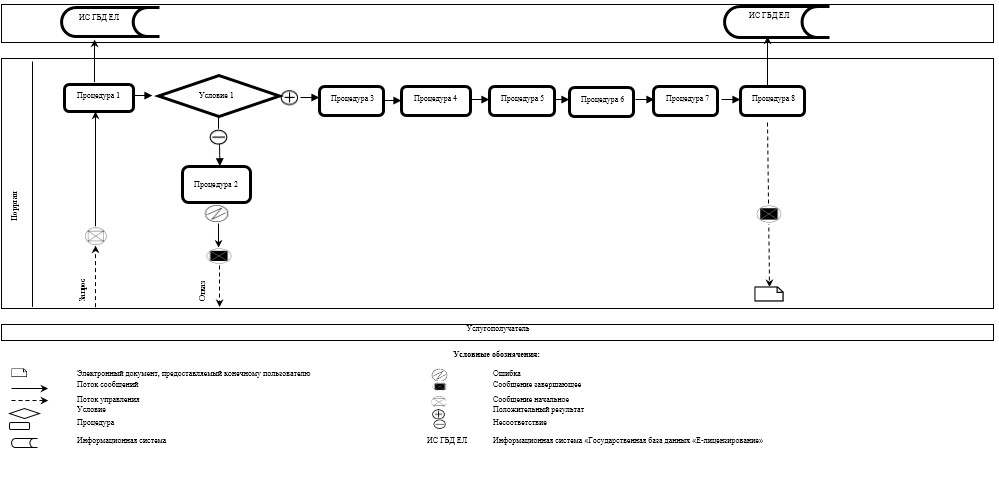 ИС ГБД ЕЛ
ИС ГБД ЕЛ
Процедура 1
Условие 1
Процедура 3
Процедура 4
Процедура 5
Процедура 6
Процедура 7
Процедура 8
Процедура 2
Портал
Запрос
Отказ
Услугополучатель
Условные обозначения:
Электронный документ, предоставляемый конечному пользователю
Поток сообщений
Поток управления
Условие
Процедура
Информационная система
Ошибка
Сообщение завершающее
Сообщение начальное
Положительный результат
Несоответствие
ИС ГБД ЕЛ
Информационная система «Государственная база данных «Е-лицензирование»